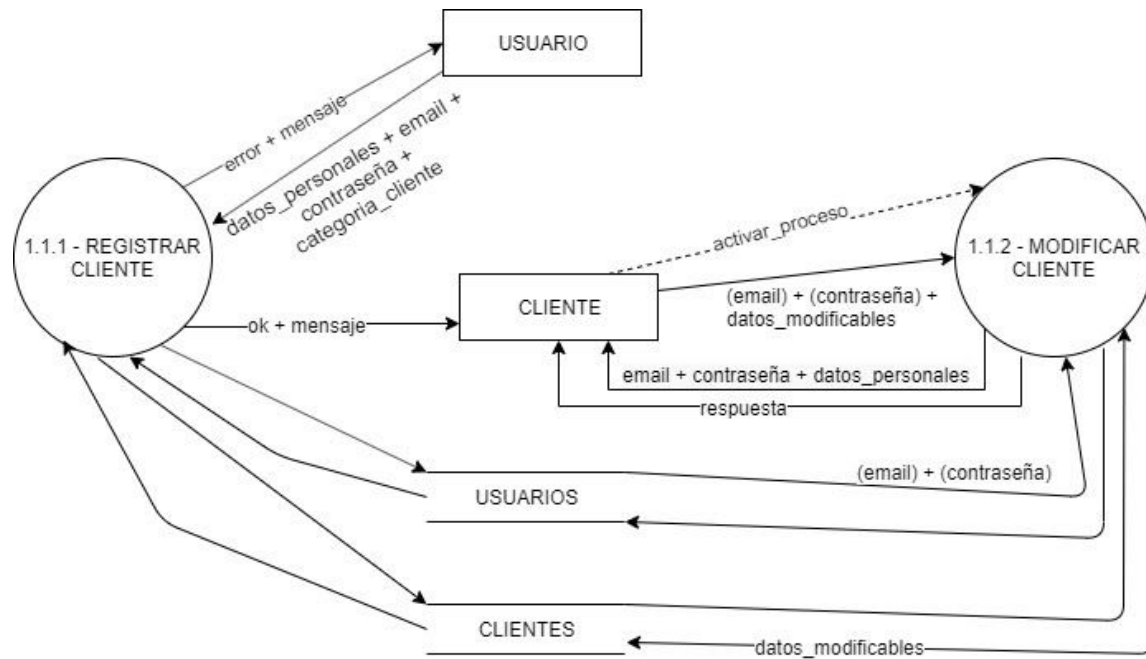 USUARIO
error + mensaje
datos_personales + email +
contraseña +
categoria_cliente
1.1.1 - REGISTRAR
CLIENTE
activar_proceso
1.1.2 - MODIFICAR
CLIENTE
CLIENTE
(email) + (contraseña) +
datos_modificables
ok + mensaje
email + contraseña + datos_personales
respuesta
(email) + (contraseña)
USUARIOS
CLIENTES
datos_modificables